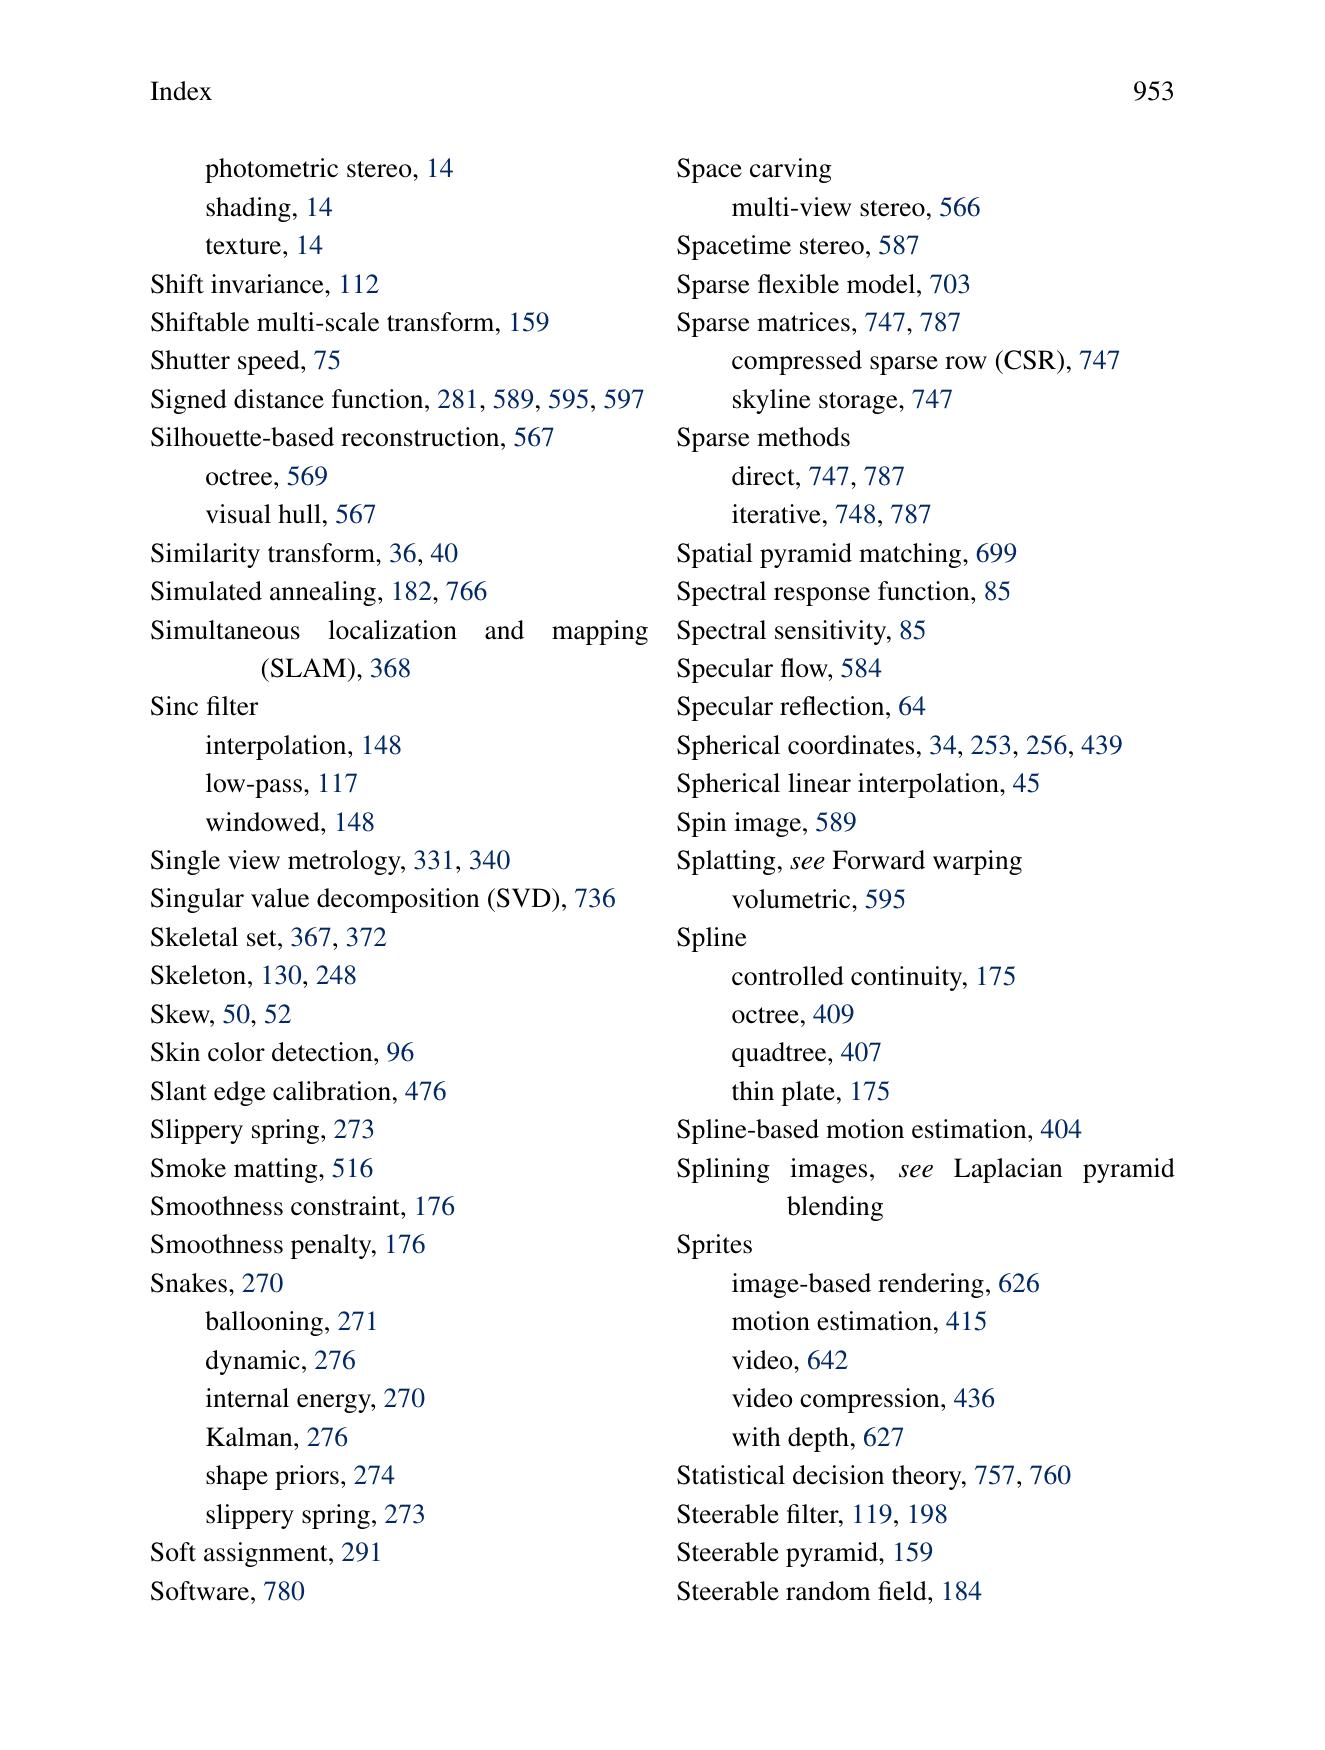 Index
953
photometric stereo, 14
shading, 14
texture, 14
Shift invariance, 112
Shiftable multi-scale transform, 159
Shutter speed, 75
Signed distance function, 281, 589, 595, 597
Silhouette-based reconstruction, 567
octree, 569
visual hull, 567
Similarity transform, 36, 40
Simulated annealing, 182, 766
Simultaneous localization and mapping
(SLAM), 368
Sinc filter
interpolation, 148
low-pass, 117
windowed, 148
Single view metrology, 331, 340
Singular value decomposition (SVD), 736
Skeletal set, 367, 372
Skeleton, 130, 248
Skew, 50, 52
Skin color detection, 96
Slant edge calibration, 476
Slippery spring, 273
Smoke matting, 516
Smoothness constraint, 176
Smoothness penalty, 176
Snakes, 270
ballooning, 271
dynamic, 276
internal energy, 270
Kalman, 276
shape priors, 274
slippery spring, 273
Soft assignment, 291
Software, 780
Space carving
multi-view stereo, 566
Spacetime stereo, 587
Sparse flexible model, 703
Sparse matrices, 747, 787
compressed sparse row (CSR), 747
skyline storage, 747
Sparse methods
direct, 747, 787
iterative, 748, 787
Spatial pyramid matching, 699
Spectral response function, 85
Spectral sensitivity, 85
Specular flow, 584
Specular reflection, 64
Spherical coordinates, 34, 253, 256, 439
Spherical linear interpolation, 45
Spin image, 589
Splatting, see Forward warping
volumetric, 595
Spline
controlled continuity, 175
octree, 409
quadtree, 407
thin plate, 175
Spline-based motion estimation, 404
Splining images, see Laplacian pyramid
blending
Sprites
image-based rendering, 626
motion estimation, 415
video, 642
video compression, 436
with depth, 627
Statistical decision theory, 757, 760
Steerable filter, 119, 198
Steerable pyramid, 159
Steerable random field, 184